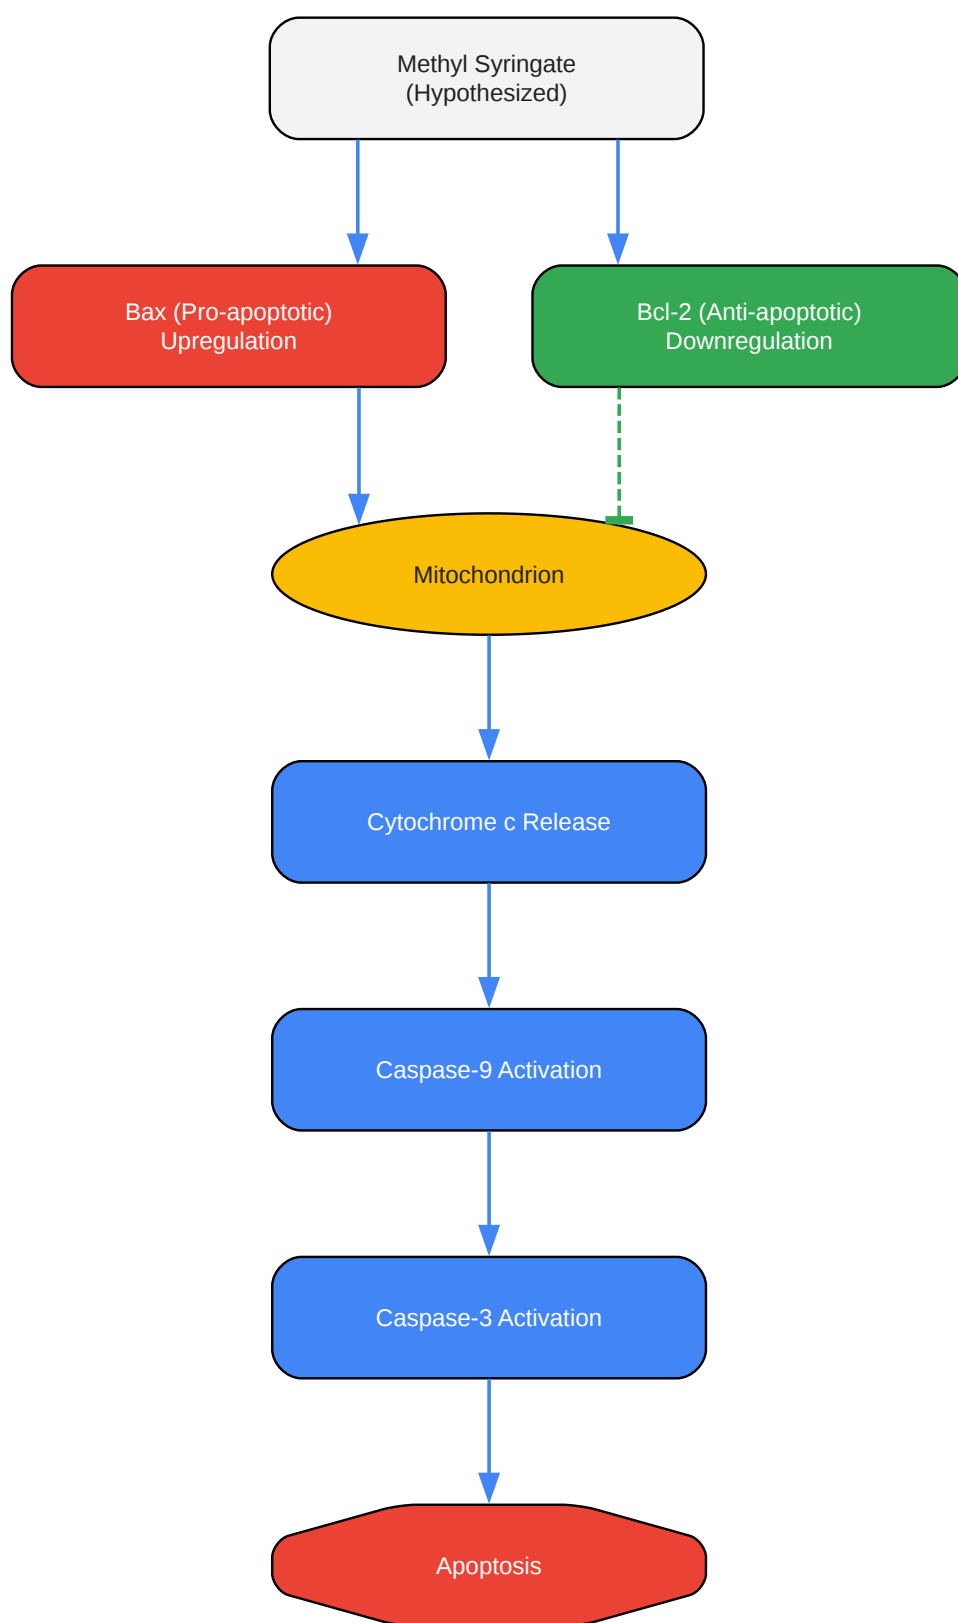 Methyl Syringate
(Hypothesized)
Bax (Pro-apoptotic)
Upregulation
Bcl-2 (Anti-apoptotic)
Downregulation
Mitochondrion
Cytochrome c Release
Caspase-9 Activation
Caspase-3 Activation
Apoptosis